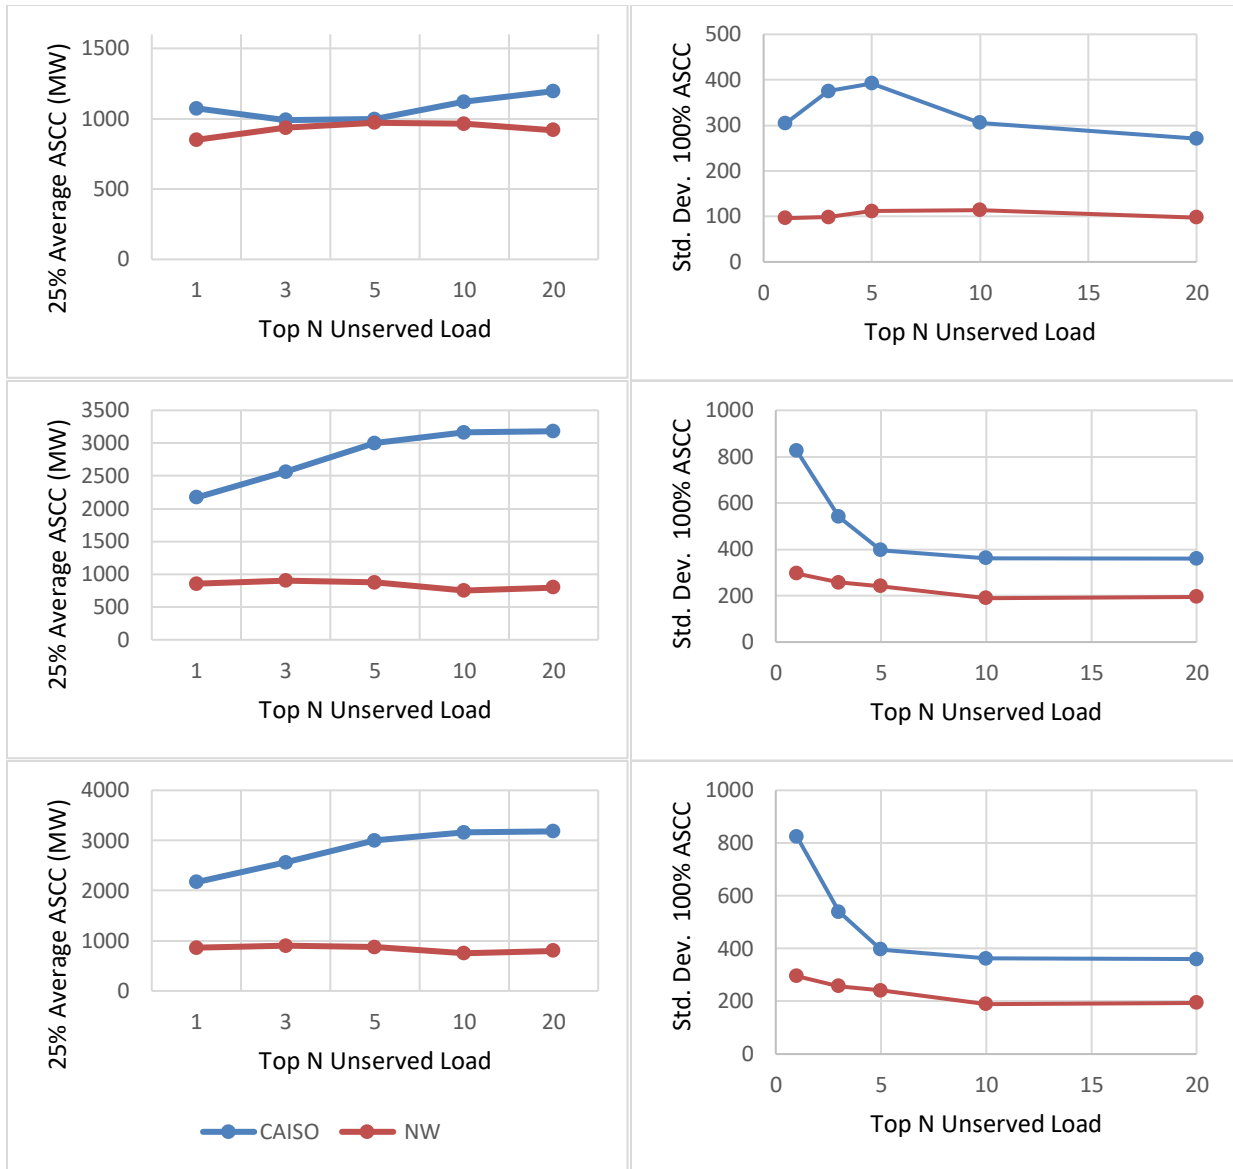 25% Average ASCC (MW)
1500
1000
500
0
1 3 5 10 20
Top N Unserved Load
Std. Dev. 100% ASCC
500
400
300
200
100
0
0 5 10 15 20
Top N Unserved Load
25% Average ASCC (MW)
3500
3000
2500
2000
1500
1000
500
0
1 3 5 10 20
Top N Unserved Load
Std. Dev. 100% ASCC
1000
800
600
400
200
0
0 5 10 15 20
Top N Unserved Load
25% Average ASCC (MW)
4000
3000
2000
1000
0
1 3 5 10 20
Top N Unserved Load
CAISO NW
Std. Dev. 100% ASCC
1000
800
600
400
200
0
0 5 10 15 20
Top N Unserved Load